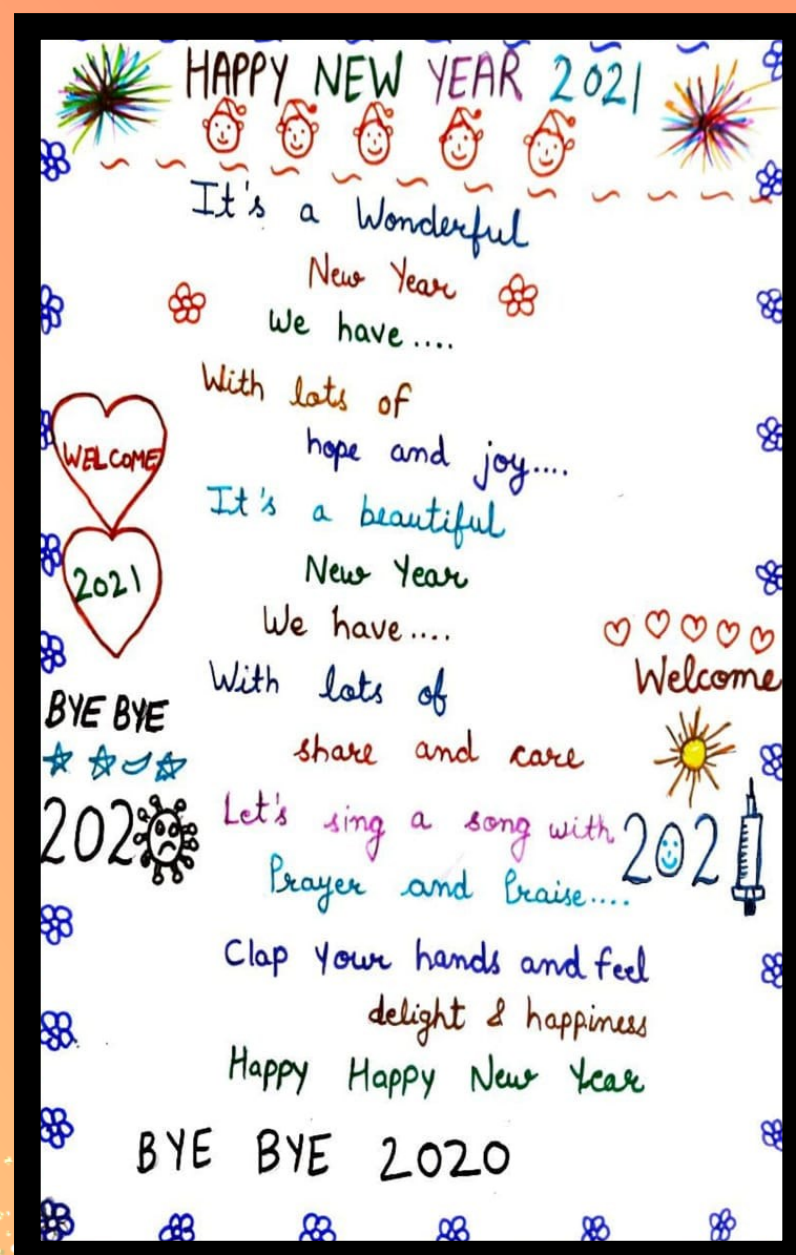 HAPPY NEW YEAR 2021
It's a Wonderful
New Year
We have....
With lots of
hope and joy....
WELCOME
It's a beautiful
2021
New Year
We have....
With lots of
Welcome
BYE BYE
share and care
2020
Let's sing a song with
2021
Prayer and Praise....
Clap your hands and feel
delight & happiness
Happy Happy New Year
BYE BYE 2020